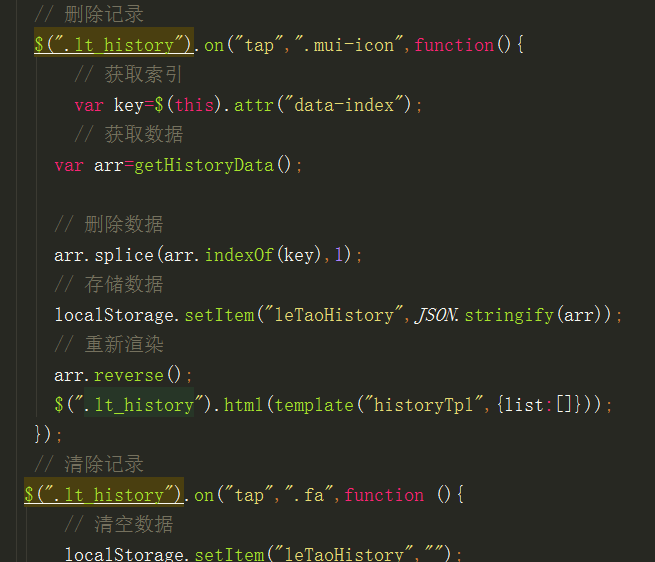 // 删除记录
$(".lt_history").on("tap",".mui-icon",function(){
// 获取索引
var key=$(this).attr("data-index");
// 获取数据
var arr=getHistoryData();
// 删除数据
arr.splice(arr.indexOf(key),1);
// 存储数据
localStorage.setItem("leTaoHistory",JSON.stringify(arr));
// 重新渲染
arr.reverse();
$(".lt_history").html(template("historyTpl",{list:[]}));
});
// 清除记录
$(".lt_history").on("tap",".fa",function (){
// 清空数据
localStorage.setItem("leTaoHistory","");